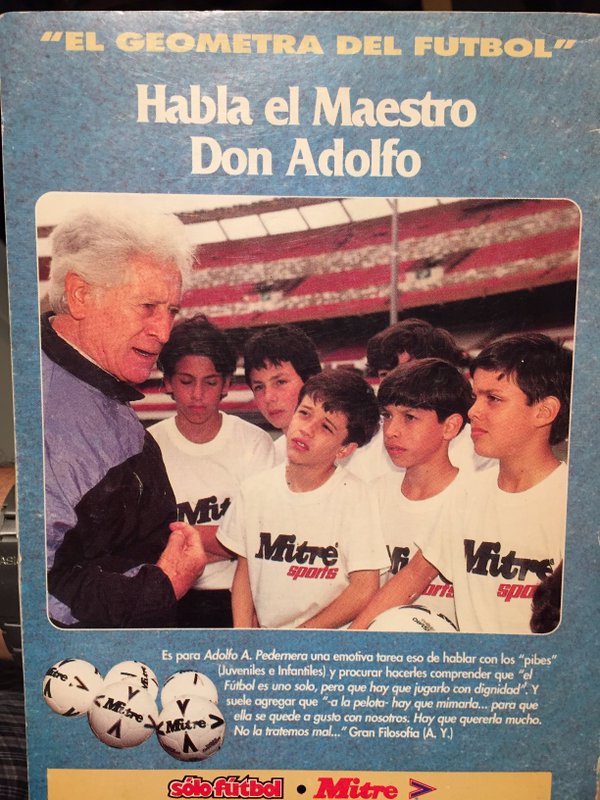 "EL GEOMETRA DEL FUTBOL"
Habla el Maestro
Don Adolfo
Mitre
Mitre
sports
Mitre
sports
Es para Adolfo A. Pedernera una emotiva tarea eso de hablar con los "pibes"
(Juveniles e Infantiles) y procurar hacerles comprender que "el
Fútbol es uno solo, pero que hay que jugarlo con dignidad". Y
suele agregar que "-a la pelota- hay que mimarla... para que
ella se quede a gusto con nosotros. Hay que quererla mucho.
No la tratemos mal..." Gran Filosofia (A. Y.)
Mitre
Mitre
sólo fútbol • Mitre